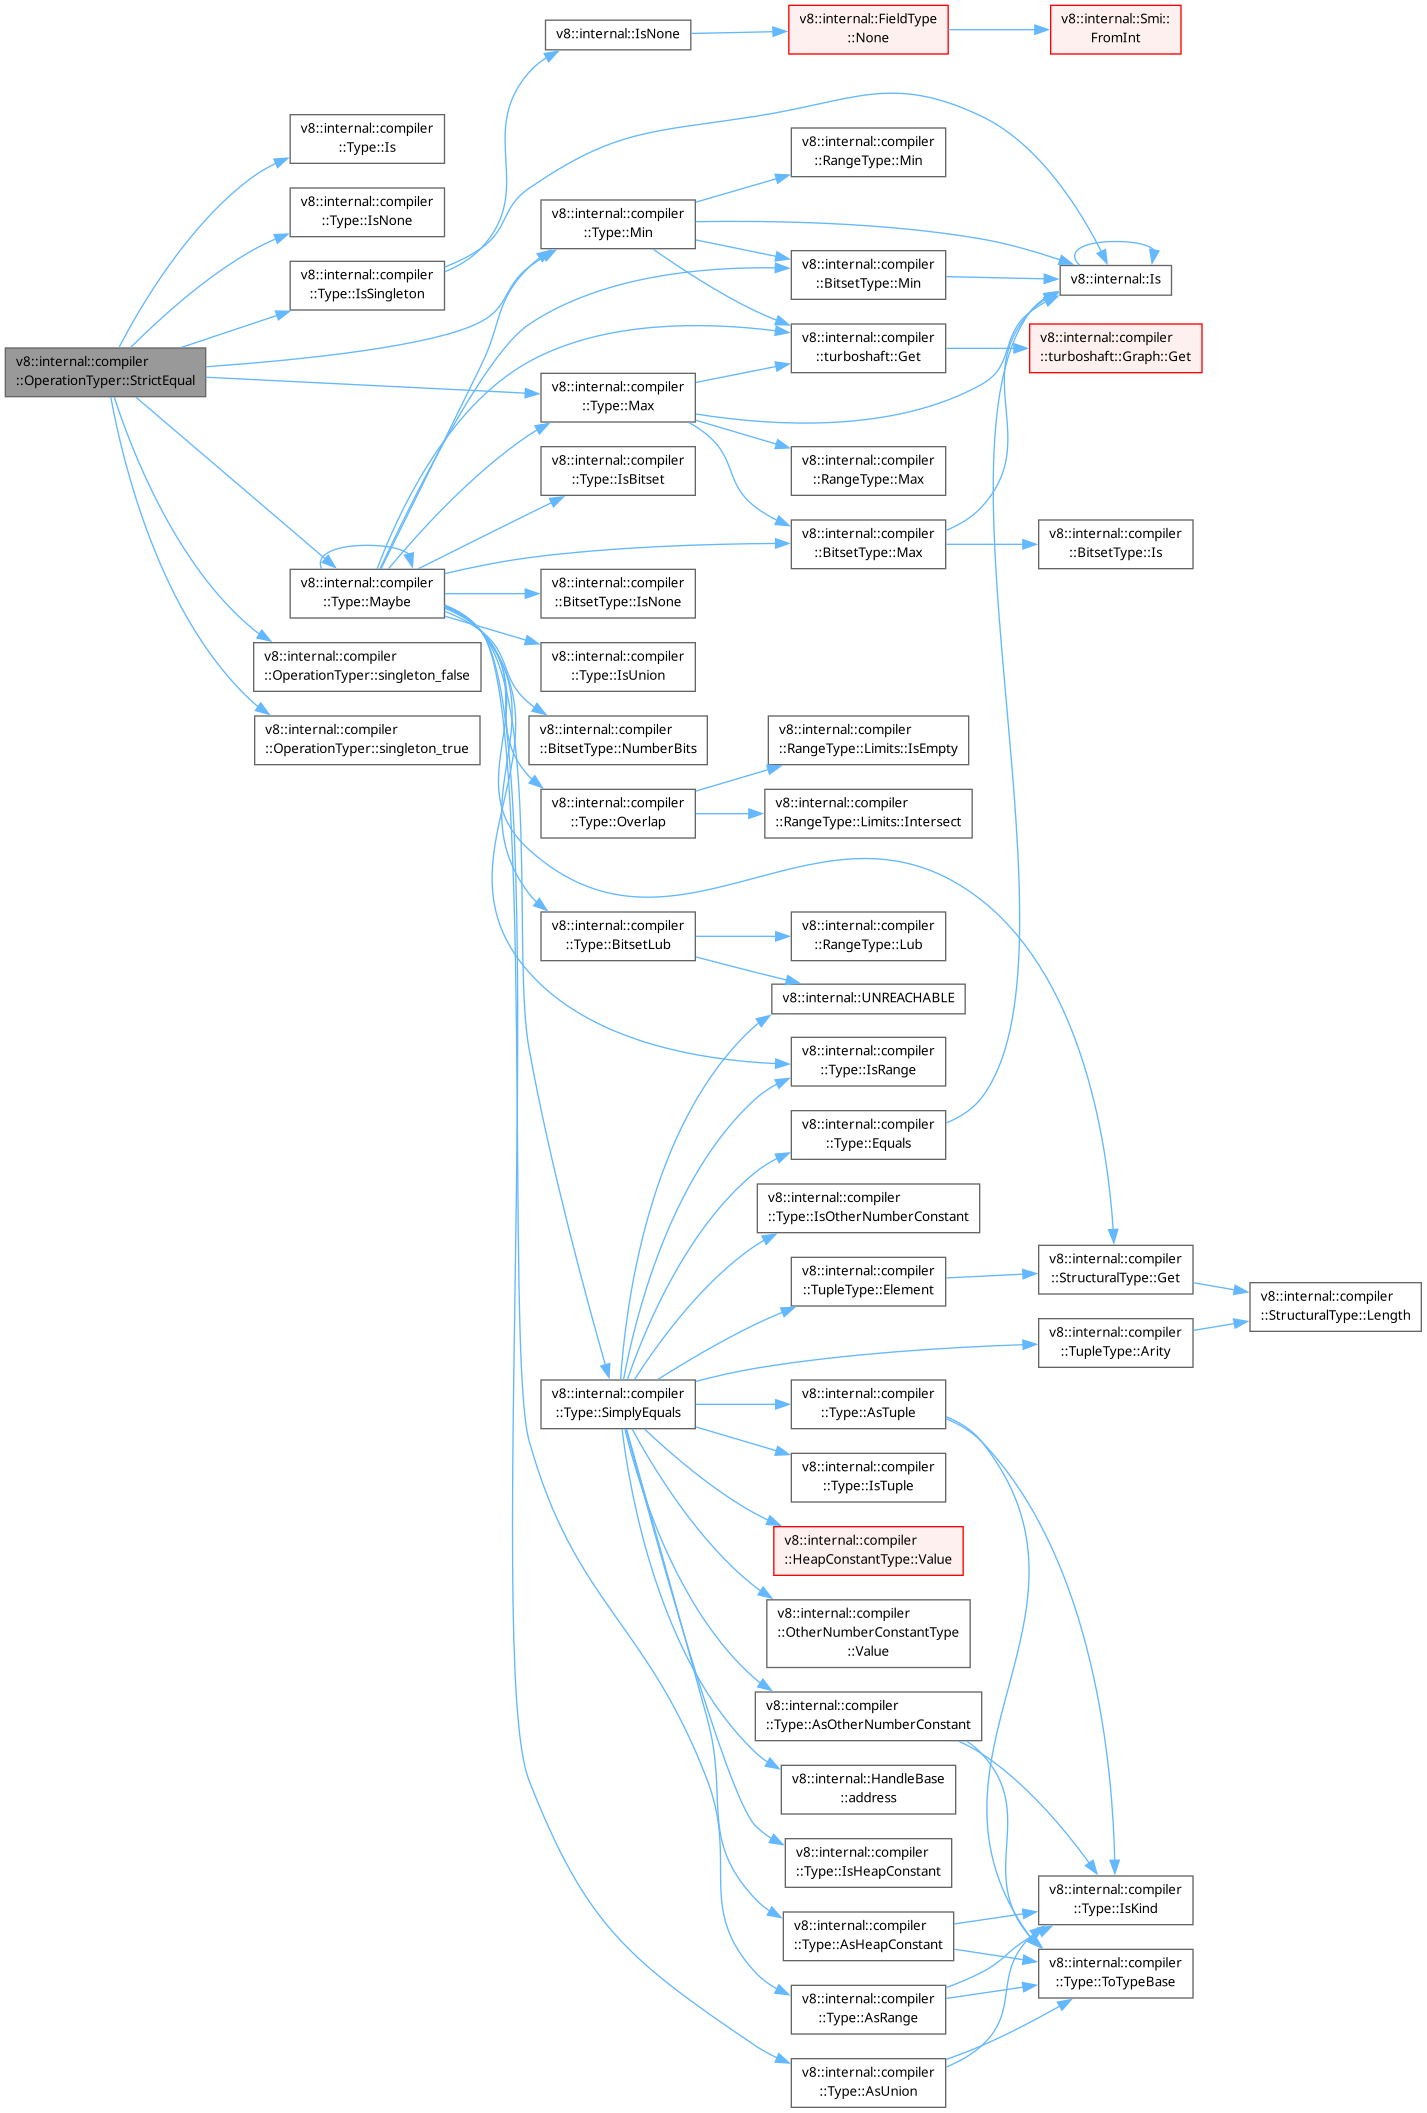 v8::internal::IsNone
v8::internal::FieldType
::None
v8::internal::Smi::
FromInt
v8::internal::compiler
::Type::Is
v8::internal::compiler
::RangeType::Min
v8::internal::compiler
::Type::IsNone
v8::internal::compiler
::Type::Min
v8::internal::compiler
::Type::IsSingleton
v8::internal::compiler
::BitsetType::Min
v8::internal::Is
v8::internal::compiler
::OperationTyper::StrictEqual
v8::internal::compiler
::turboshaft::Get
v8::internal::compiler
::turboshaft::Graph::Get
v8::internal::compiler
::Type::Max
v8::internal::compiler
::Type::IsBitset
v8::internal::compiler
::RangeType::Max
v8::internal::compiler
::BitsetType::Max
v8::internal::compiler
::BitsetType::Is
v8::internal::compiler
::Type::Maybe
v8::internal::compiler
::BitsetType::IsNone
v8::internal::compiler
::OperationTyper::singleton_false
v8::internal::compiler
::Type::IsUnion
v8::internal::compiler
::OperationTyper::singleton_true
v8::internal::compiler
::BitsetType::NumberBits
v8::internal::compiler
::RangeType::Limits::IsEmpty
v8::internal::compiler
::Type::Overlap
v8::internal::compiler
::RangeType::Limits::Intersect
v8::internal::compiler
::Type::BitsetLub
v8::internal::compiler
::RangeType::Lub
v8::internal::UNREACHABLE
v8::internal::compiler
::Type::IsRange
v8::internal::compiler
::Type::Equals
v8::internal::compiler
::Type::IsOtherNumberConstant
v8::internal::compiler
::TupleType::Element
v8::internal::compiler
::StructuralType::Get
v8::internal::compiler
::StructuralType::Length
v8::internal::compiler
::TupleType::Arity
v8::internal::compiler
::Type::SimplyEquals
v8::internal::compiler
::Type::AsTuple
v8::internal::compiler
::Type::IsTuple
v8::internal::compiler
::HeapConstantType::Value
v8::internal::compiler
::OtherNumberConstantType
::Value
v8::internal::compiler
::Type::AsOtherNumberConstant
v8::internal::HandleBase
::address
v8::internal::compiler
::Type::IsHeapConstant
v8::internal::compiler
::Type::IsKind
v8::internal::compiler
::Type::AsHeapConstant
v8::internal::compiler
::Type::ToTypeBase
v8::internal::compiler
::Type::AsRange
v8::internal::compiler
::Type::AsUnion